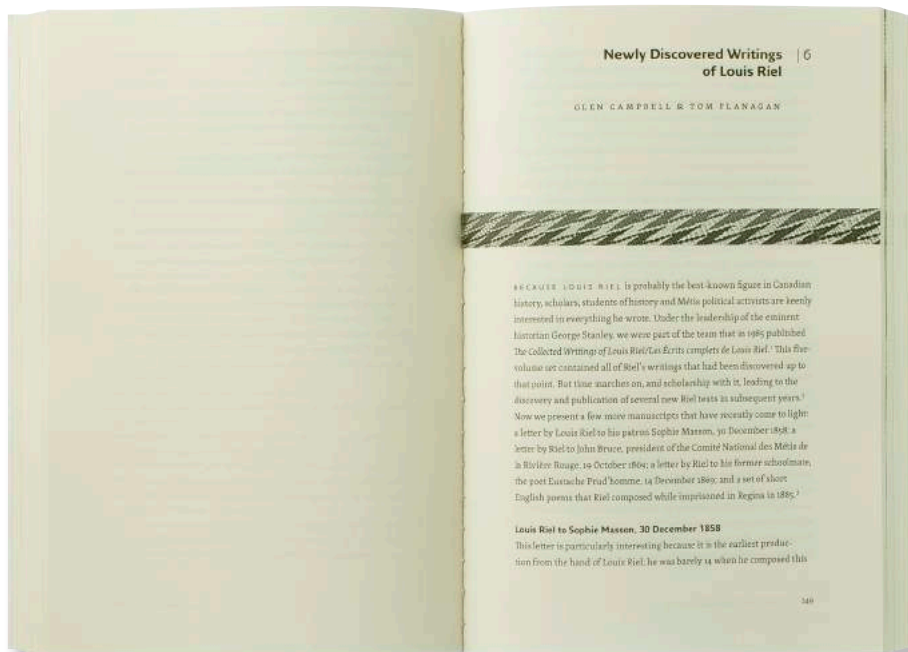 Newly Discovered Writings | 6
of Louis Riel
GLEN CAMPBELL & TOM FLANAGAN
BECAUSE LOUIS RIEL is probably the best-known figure in Canadian
history, scholars, students of history and Métis political activists are keenly
interested in everything he wrote. Under the leadership of the eminent
historian George Stanley, we were part of the team that in 1985 published
The Collected Writings of Louis Riel/Les Écrits complets de Louis Riel.¹ This five-
volume set contained all of Riel's writings that had been discovered up to
that point. But time marches on, and scholarship with it, leading to the
discovery and publication of several new Riel texts in subsequent years.²
Now we present a few more manuscripts that have recently come to light:
a letter by Louis Riel to his patron Sophie Masson, 30 December 1858; a
letter by Riel to John Bruce, president of the Comité National des Métis de
la Rivière Rouge, 19 October 1869; a letter by Riel to his former schoolmate,
the poet Eustache Prud'homme, 14 December 1869; and a set of short
English poems that Riel composed while imprisoned in Regina in 1885.³
Louis Riel to Sophie Masson, 30 December 1858
This letter is particularly interesting because it is the earliest produc-
tion from the hand of Louis Riel; he was barely 14 when he composed this